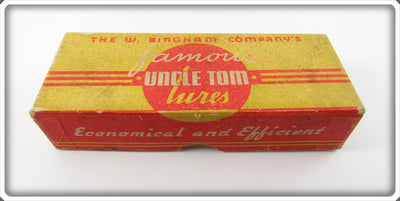 THE W. BINGHAM COMPANY'S
famous
UNCLE TOM
lures
Economical and Efficient